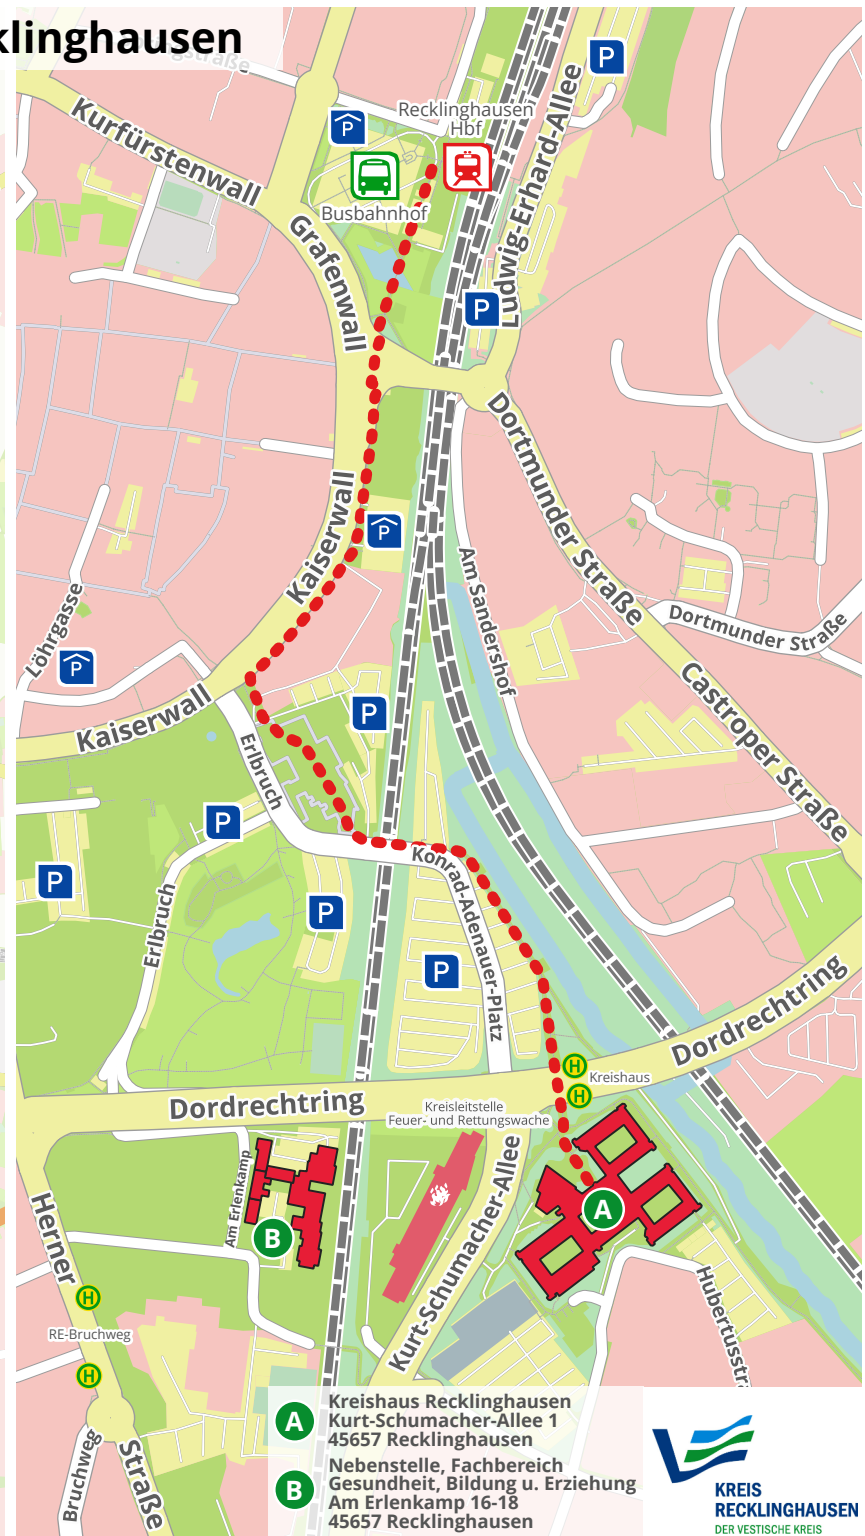 klinghausen
Recklinghausen
Hbf
Busbahnhof
Kurfürstenwall
Grafenwall
Ludwig-Erhard-Allee
P
P
P
Kaiserwall
P
Dortmunder Straße
Dortmunder Straße
Am Sandershof
Löhrgasse
P
Kaiserwall
P
Castroper Straße
Erlbruch
P
P
Erlbruch
P
Konrad-Adenauer-Platz
P
Dordrechtring
H
H
Kreishaus
Dordrechtring
Kreisleitstelle
Feuer- und Rettungswache
Am Erlenkamp
B
A
Kurt-Schumacher-Allee
Herner
Straße
H
RE-Bruchweg
H
Bruchweg
Hubertusstra
A
Kreishaus Recklinghausen
Kurt-Schumacher-Allee 1
45657 Recklinghausen
B
Nebenstelle, Fachbereich
Gesundheit, Bildung u. Erziehung
Am Erlenkamp 16-18
45657 Recklinghausen
KREIS
RECKLINGHAUSEN
DER VESTISCHE KREIS